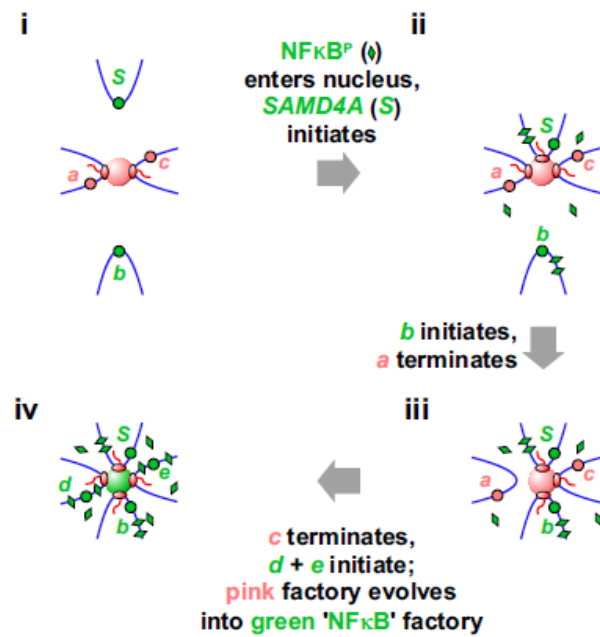 i
S
a
c
b
NFκBᴾ (♦)
enters nucleus,
SAMD4A (S)
initiates
ii
S
a
c
b
b initiates,
a terminates
iii
S
a
c
b
c terminates,
d + e initiate;
pink factory evolves
into green 'NFκB' factory
iv
S
d
e
b